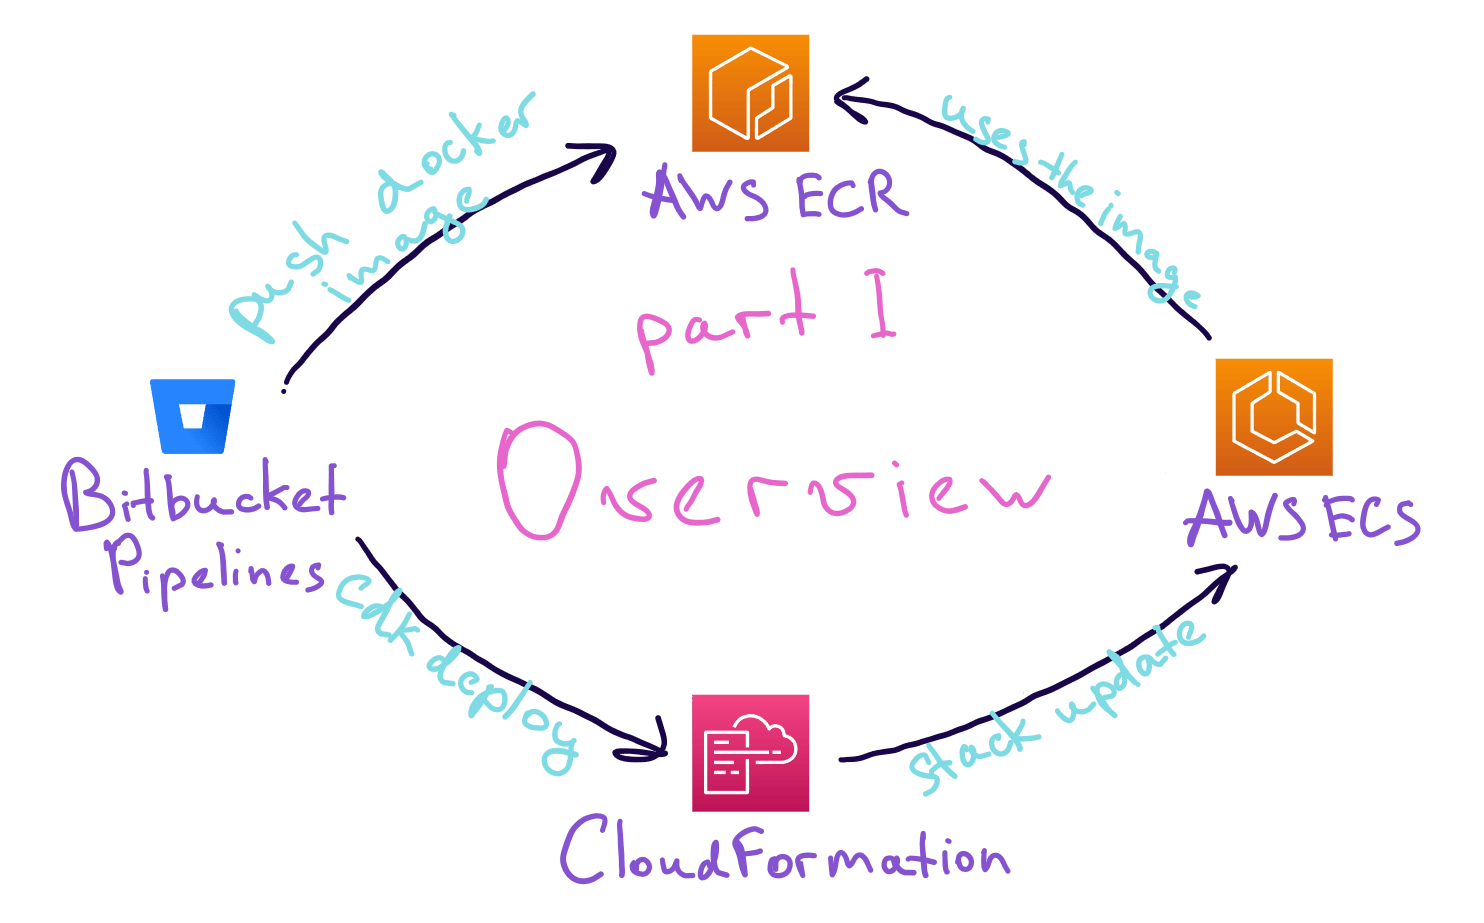 push docker
image
uses the image
AWS ECR
part I
Bitbucket
Pipelines
Overview
AWS ECS
cdk deploy
stack update
CloudFormation